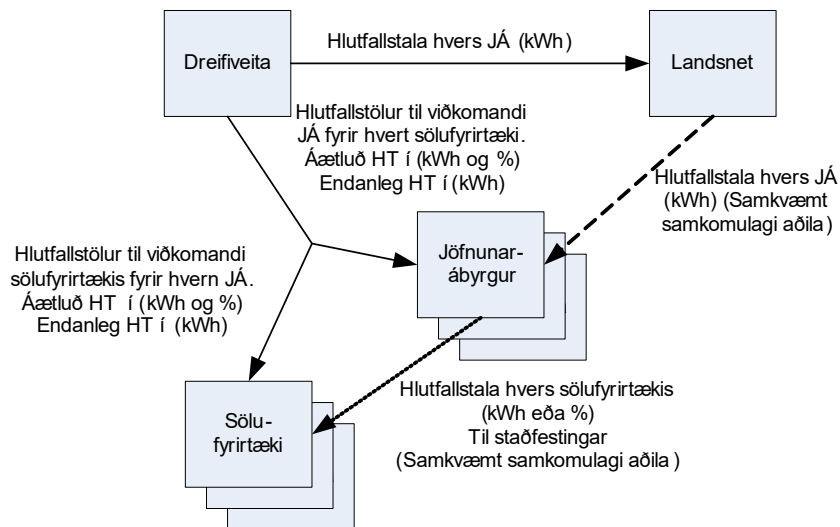 Hlutfallstala hvers JÁ (kWh)
Dreifiveita
Landsnet
Hlutfallstölur til viðkomandi
JÁ fyrir hvert sölufyrirtæki.
Áætluð HT í (kWh og %)
Endanleg HT í (kWh)
Hlutfallstala hvers JÁ
(kWh) (Samkvæmt
samkomulagi aðila)
Jöfnunar-
ábyrgur
Hlutfallstölur til viðkomandi
sölufyrirtækis fyrir hvern JÁ.
Áætluð HT í (kWh og %)
Endanleg HT í (kWh)
Hlutfallstala hvers sölufyrirtækis
(kWh eða %)
Til staðfestingar
(Samkvæmt samkomulagi aðila)
Sölu-
fyrirtæki